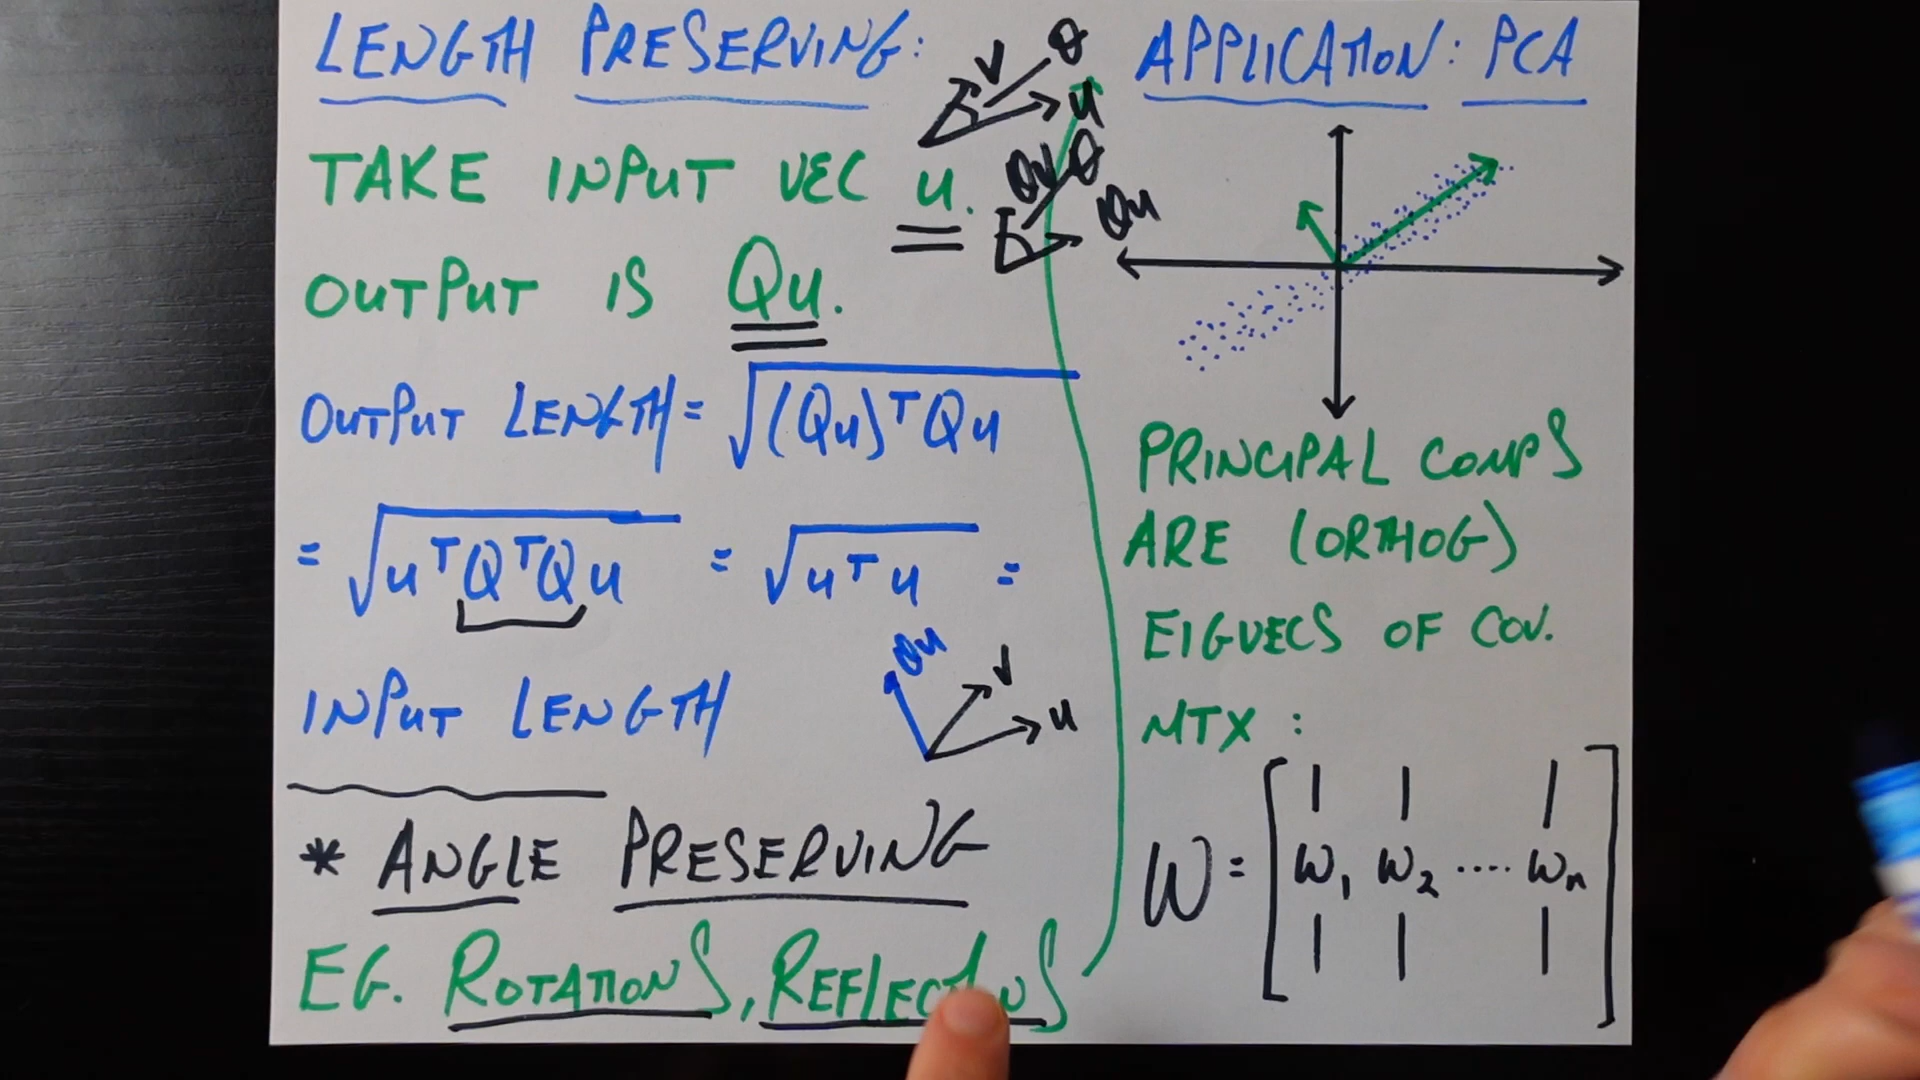 LENGTH PRESERVING:
TAKE INPUT VEC u.
OUTPUT IS Qu.
OUTPUT LENGTH = √(Qu)ᵀQu
= √uᵀQᵀQu = √uᵀu =
INPUT LENGTH
* ANGLE PRESERVING
EG. ROTATIONS, REFLECTIONS
V θ
u
QV θ
Qu
Qu V
u
APPLICATION: PCA
PRINCIPAL COMPS
ARE (ORTHOG)
EIGVECS OF COV.
MTX:
W = [w₁ w₂ .... wₙ]